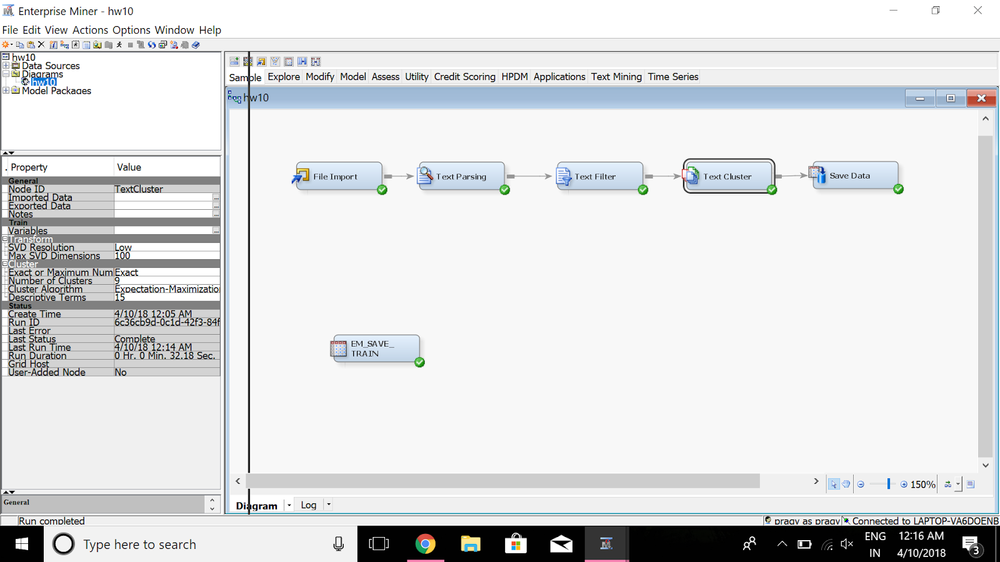 Enterprise Miner - hw10
File Edit View Actions Options Window Help
hw10
Data Sources
Diagrams
hw10
Model Packages
Sample Explore Modify Model Assess Utility Credit Scoring HPDM Applications Text Mining Time Series
hw10
. Property Value
General
Node ID TextCluster
Imported Data ...
Exported Data ...
Notes ...
Train
Variables ...
Transform
SVD Resolution Low
Max SVD Dimensions 100
Cluster
Exact or Maximum Num Exact
Number of Clusters 9
Cluster Algorithm Expectation-Maximizatio
Descriptive Terms 15
Status
Create Time 4/10/18 12:05 AM
Run ID 6c36cb9d-0c1d-42f3-84f
Last Error
Last Status Complete
Last Run Time 4/10/18 12:14 AM
Run Duration 0 Hr. 0 Min. 32.18 Sec.
Grid Host
User-Added Node No
File Import Text Parsing Text Filter Text Cluster Save Data
EM_SAVE_
TRAIN
150%
Diagram Log
General
Run completed
pragy as pragy Connected to LAPTOP-VA6DOENB
Type here to search
ENG
IN
12:16 AM
4/10/2018
3